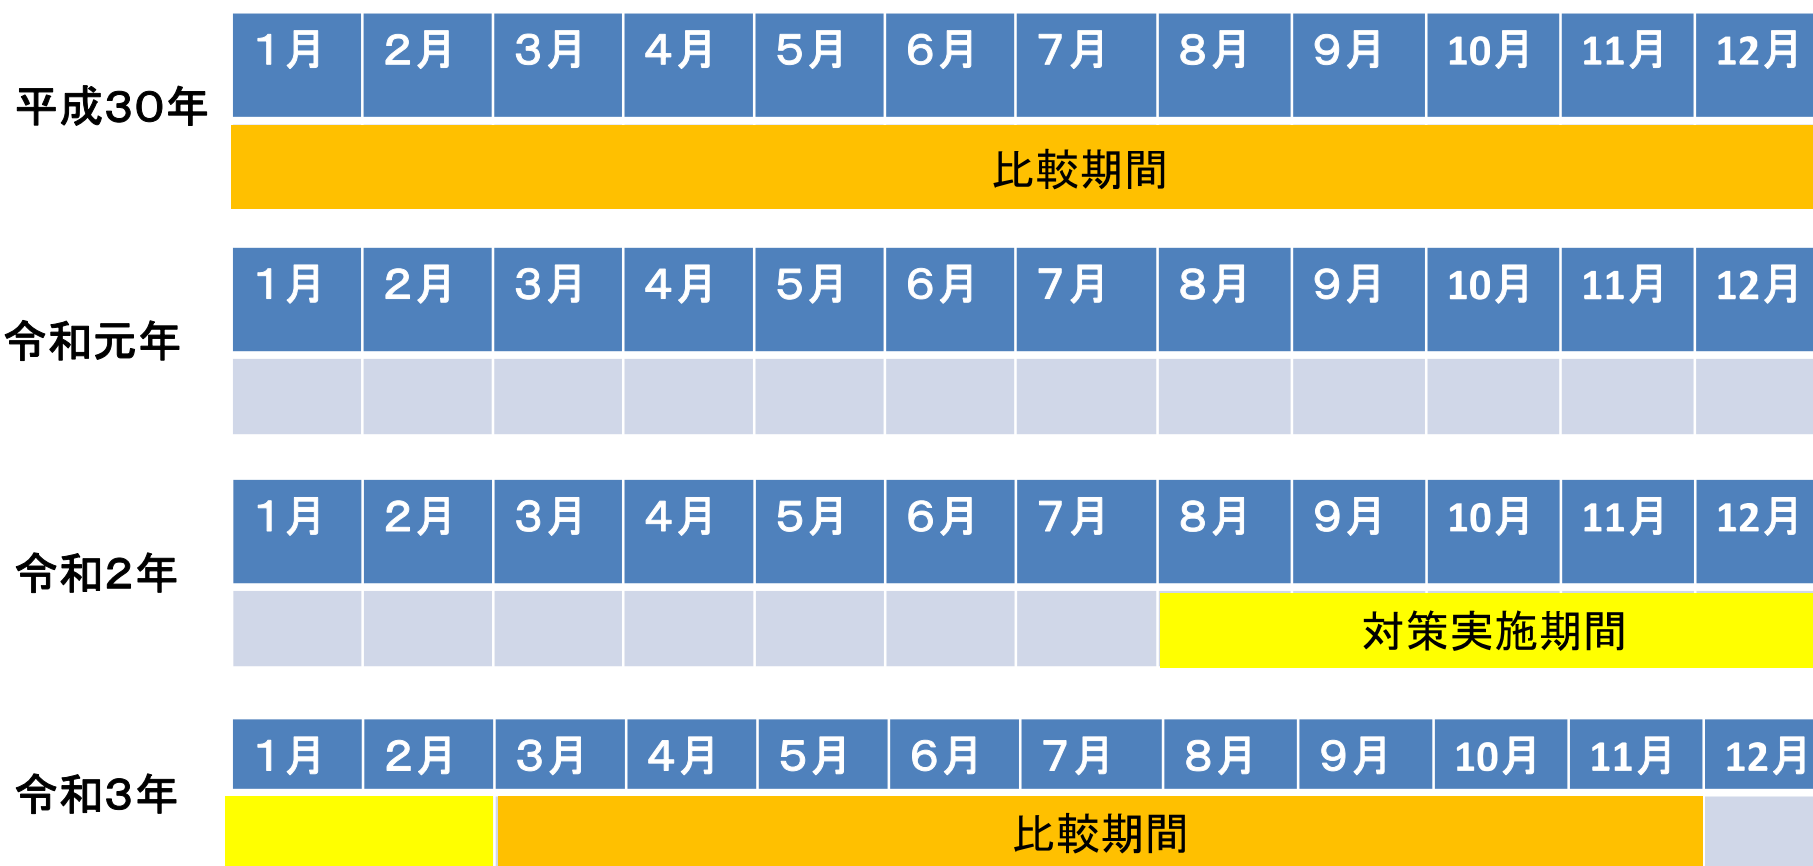 1月 2月 3月 4月 5月 6月 7月 8月 9月 10月 11月 12月
平成30年
比較期間
1月 2月 3月 4月 5月 6月 7月 8月 9月 10月 11月 12月
令和元年
1月 2月 3月 4月 5月 6月 7月 8月 9月 10月 11月 12月
令和2年
対策実施期間
1月 2月 3月 4月 5月 6月 7月 8月 9月 10月 11月 12月
令和3年
比較期間